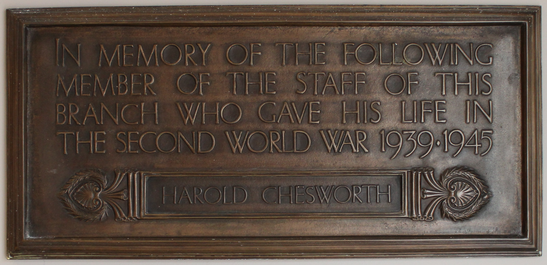 IN MEMORY OF THE FOLLOWING
MEMBER OF THE STAFF OF THIS
BRANCH WHO GAVE HIS LIFE IN
THE SECOND WORLD WAR 1939·1945
HAROLD CHESWORTH